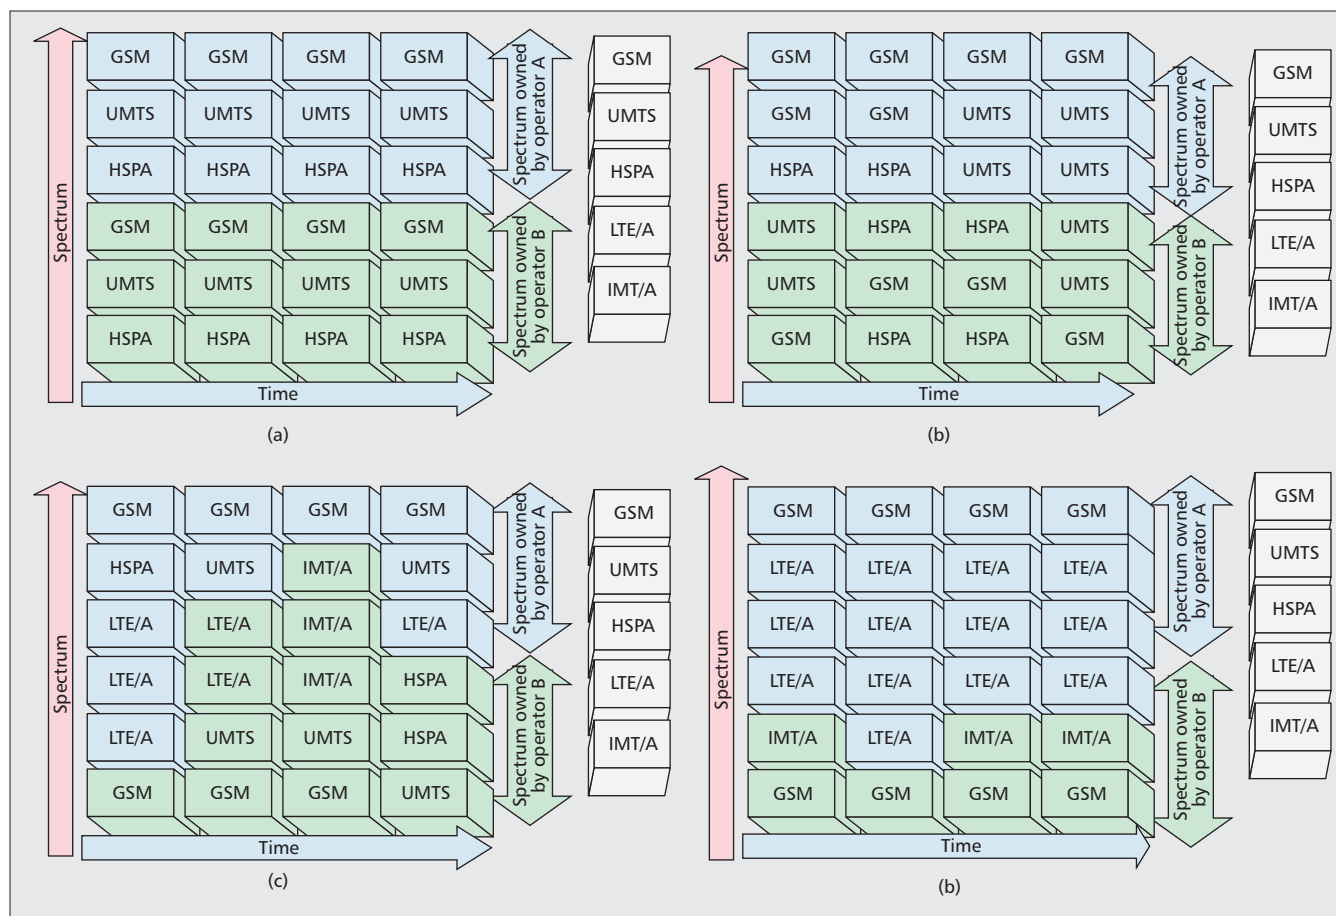 Spectrum
GSM GSM GSM GSM
UMTS UMTS UMTS UMTS
HSPA HSPA HSPA HSPA
GSM GSM GSM GSM
UMTS UMTS UMTS UMTS
HSPA HSPA HSPA HSPA
Time
Spectrum owned
by operator A
Spectrum owned
by operator B
GSM
UMTS
HSPA
LTE/A
IMT/A
(a)
Spectrum
GSM GSM GSM GSM
GSM GSM UMTS UMTS
HSPA HSPA UMTS UMTS
UMTS HSPA HSPA UMTS
UMTS GSM GSM UMTS
GSM HSPA HSPA GSM
Time
Spectrum owned
by operator A
Spectrum owned
by operator B
GSM
UMTS
HSPA
LTE/A
IMT/A
(b)
Spectrum
GSM GSM GSM GSM
HSPA UMTS IMT/A UMTS
LTE/A LTE/A IMT/A LTE/A
LTE/A LTE/A IMT/A HSPA
LTE/A UMTS UMTS HSPA
GSM GSM GSM UMTS
Time
Spectrum owned
by operator A
Spectrum owned
by operator B
GSM
UMTS
HSPA
LTE/A
IMT/A
(c)
Spectrum
GSM GSM GSM GSM
LTE/A LTE/A LTE/A LTE/A
LTE/A LTE/A LTE/A LTE/A
LTE/A LTE/A LTE/A LTE/A
IMT/A LTE/A IMT/A IMT/A
GSM GSM GSM GSM
Time
Spectrum owned
by operator A
Spectrum owned
by operator B
GSM
UMTS
HSPA
LTE/A
IMT/A
(b)